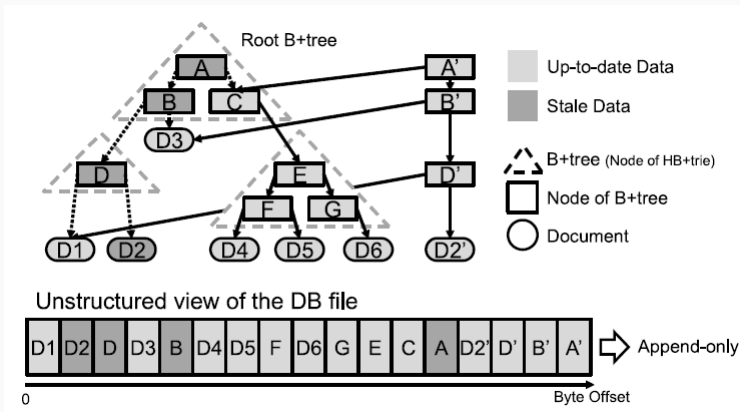 Root B+tree
A
A'
Up-to-date Data
B
C
B'
Stale Data
D3
B+tree (Node of HB+trie)
D
E
D'
Node of B+tree
F
G
D1
D2
D4
D5
D6
D2'
Document
Unstructured view of the DB file
D1 D2 D D3 B D4 D5 F D6 G E C A D2' D' B' A'
Append-only
0
Byte Offset